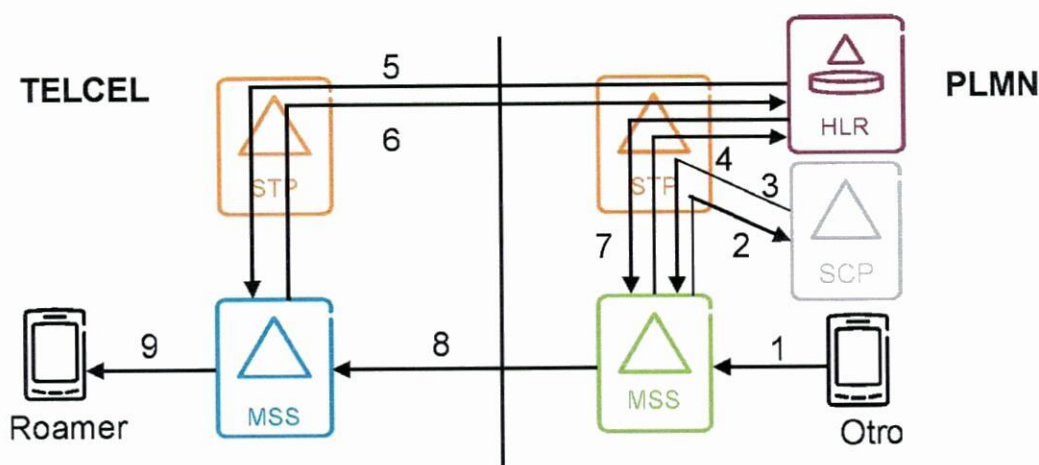 TELCEL
PLMN
5
6
STP
STP
HLR
4
3
2
7
SCP
9
8
1
MSS
MSS
Roamer
Otro